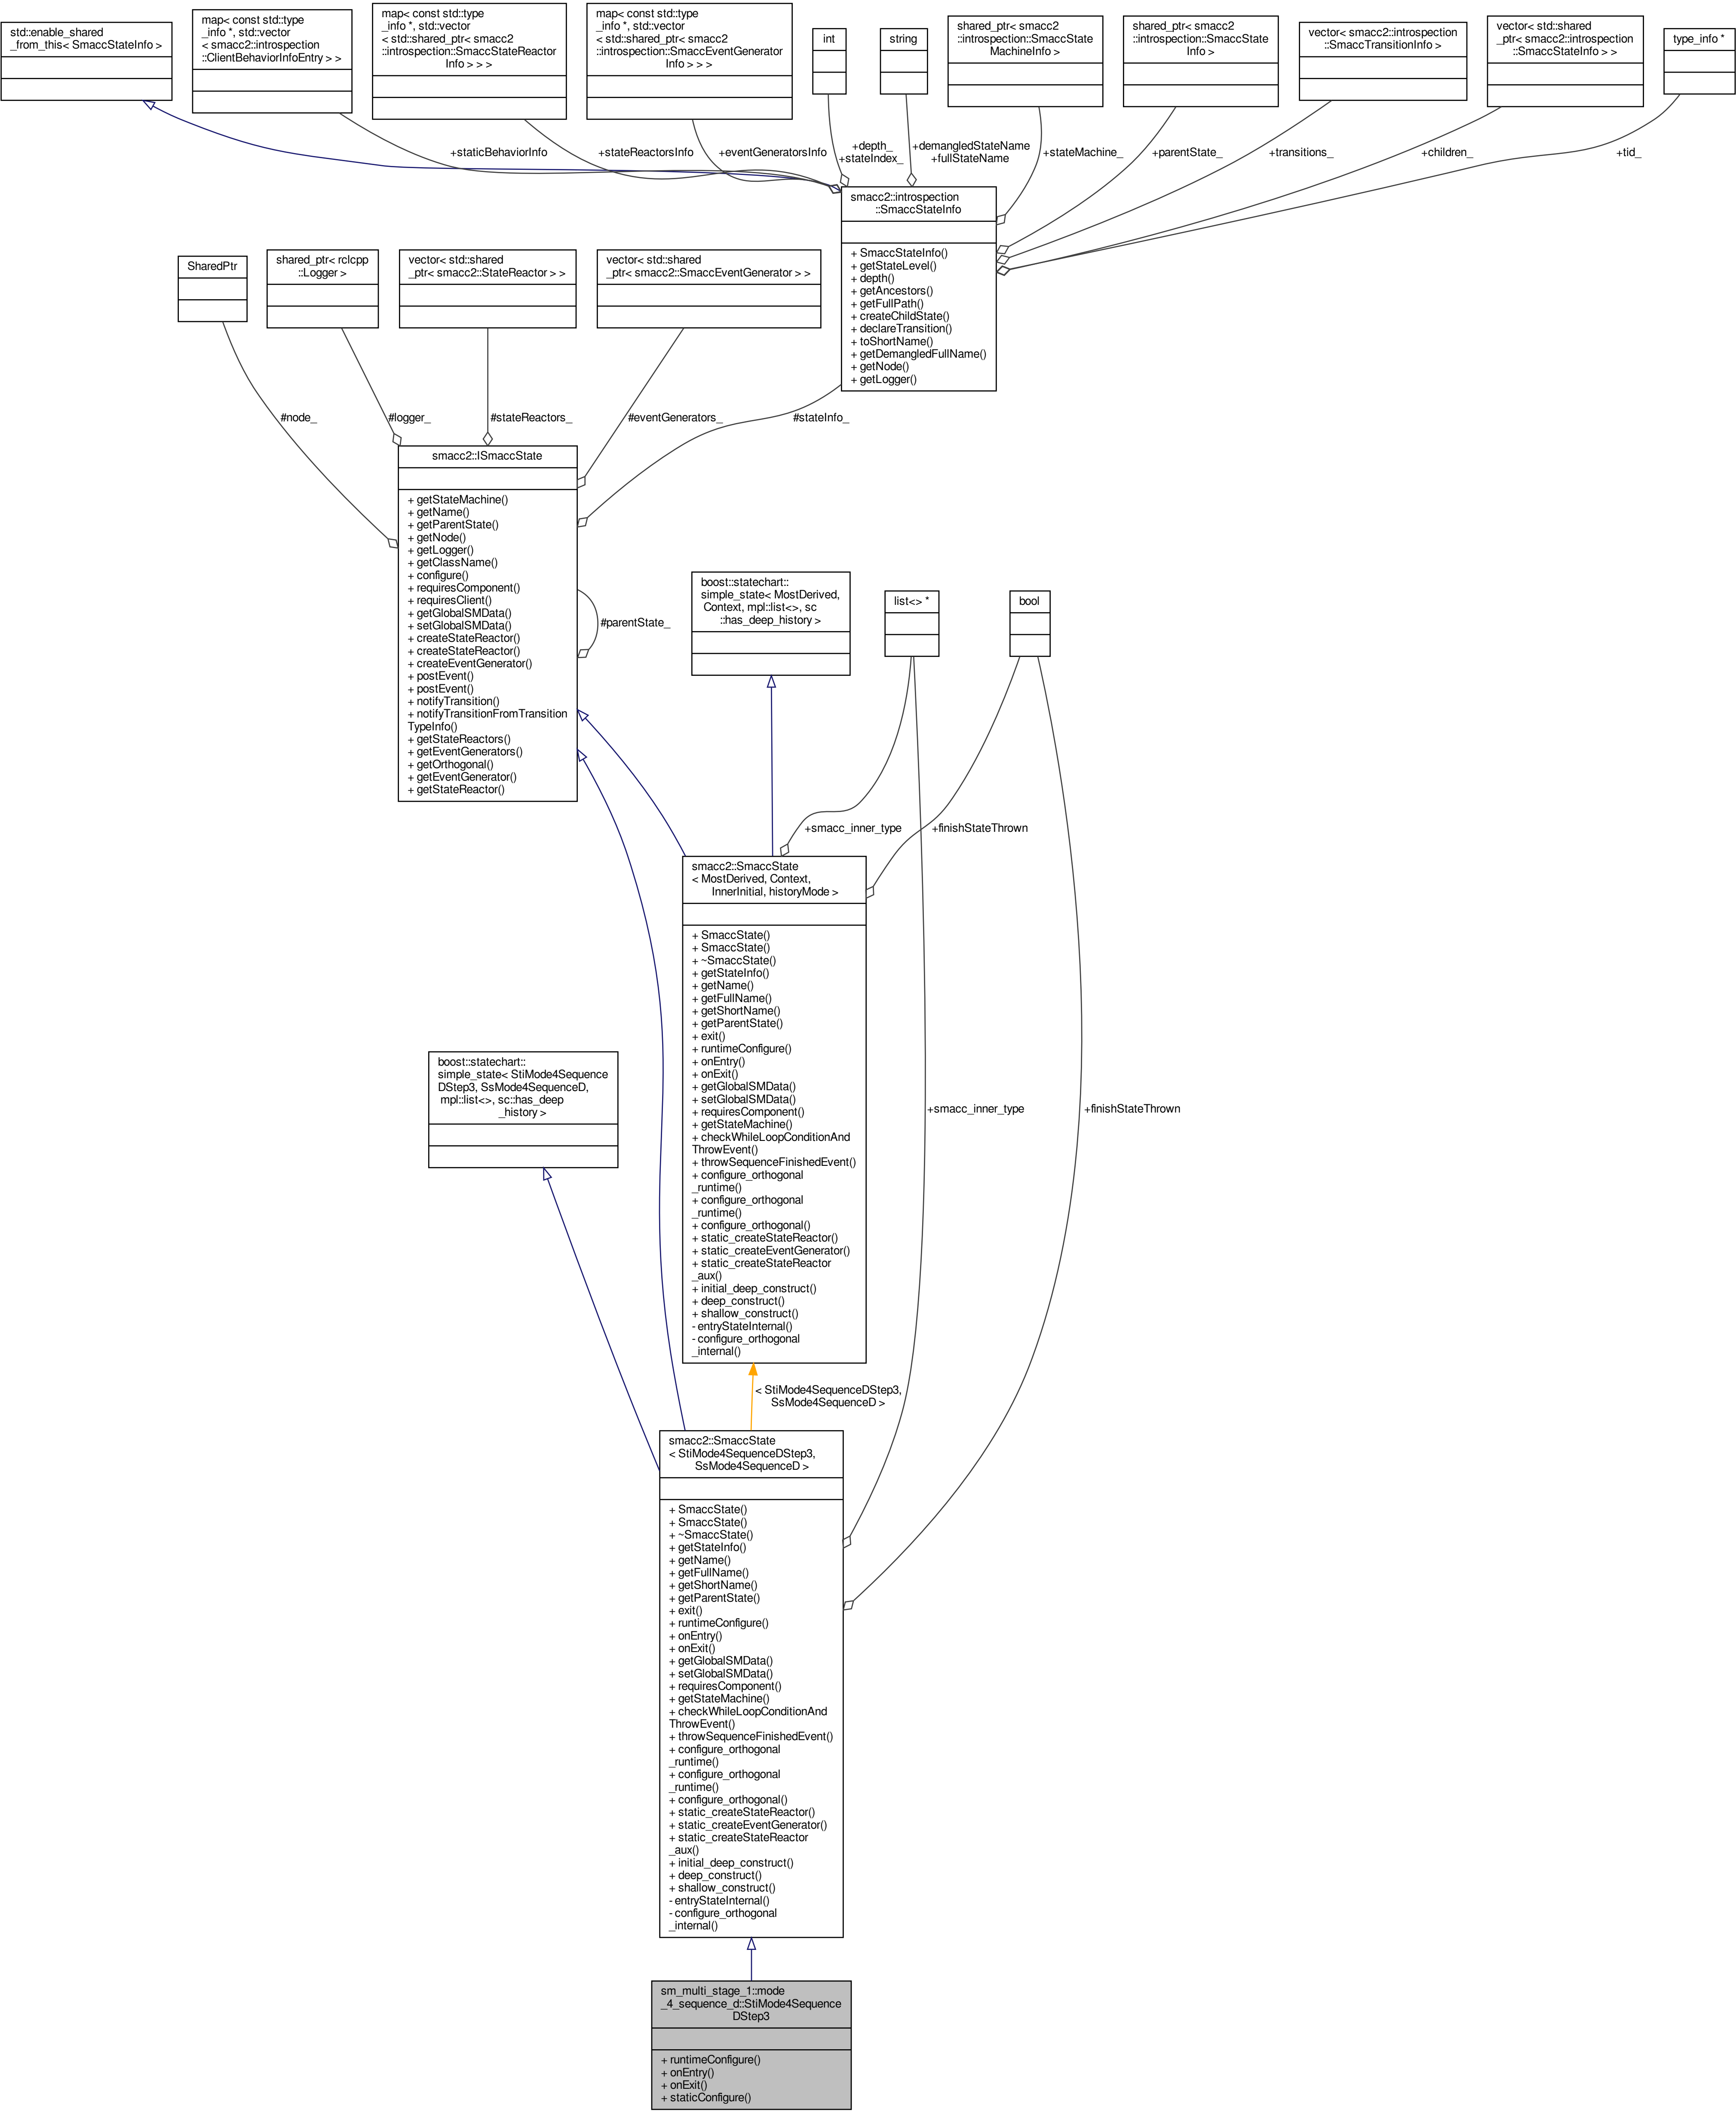 std::enable_shared
_from_this< SmaccStateInfo >
map< const std::type
_info *, std::vector
< smacc2::introspection
::ClientBehaviorInfoEntry > >
map< const std::type
_info *, std::vector
< std::shared_ptr< smacc2
::introspection::SmaccStateReactor
Info > > >
map< const std::type
_info *, std::vector
< std::shared_ptr< smacc2
::introspection::SmaccEventGenerator
Info > > >
int
string
shared_ptr< smacc2
::introspection::SmaccState
MachineInfo >
shared_ptr< smacc2
::introspection::SmaccState
Info >
vector< smacc2::introspection
::SmaccTransitionInfo >
vector< std::shared
_ptr< smacc2::introspection
::SmaccStateInfo > >
type_info *
+staticBehaviorInfo
+stateReactorsInfo
+eventGeneratorsInfo
+depth_
+stateIndex_
+demangledStateName
+fullStateName
+stateMachine_
+parentState_
+transitions_
+children_
+tid_
smacc2::introspection
::SmaccStateInfo
+ SmaccStateInfo()
+ getStateLevel()
+ depth()
+ getAncestors()
+ getFullPath()
+ createChildState()
+ declareTransition()
+ toShortName()
+ getDemangledFullName()
+ getNode()
+ getLogger()
SharedPtr
shared_ptr< rclcpp
::Logger >
vector< std::shared
_ptr< smacc2::StateReactor > >
vector< std::shared
_ptr< smacc2::SmaccEventGenerator > >
#node_
#logger_
#stateReactors_
#eventGenerators_
#stateInfo_
smacc2::ISmaccState
+ getStateMachine()
+ getName()
+ getParentState()
+ getNode()
+ getLogger()
+ getClassName()
+ configure()
+ requiresComponent()
+ requiresClient()
+ getGlobalSMData()
+ setGlobalSMData()
+ createStateReactor()
+ createStateReactor()
+ createEventGenerator()
+ postEvent()
+ postEvent()
+ notifyTransition()
+ notifyTransitionFromTransition
TypeInfo()
+ getStateReactors()
+ getEventGenerators()
+ getOrthogonal()
+ getEventGenerator()
+ getStateReactor()
#parentState_
boost::statechart::
simple_state< MostDerived,
Context, mpl::list<>, sc
::has_deep_history >
list<> *
bool
+smacc_inner_type
+finishStateThrown
smacc2::SmaccState
< MostDerived, Context,
InnerInitial, historyMode >
+ SmaccState()
+ SmaccState()
+ ~SmaccState()
+ getStateInfo()
+ getName()
+ getFullName()
+ getShortName()
+ getParentState()
+ exit()
+ runtimeConfigure()
+ onEntry()
+ onExit()
+ getGlobalSMData()
+ setGlobalSMData()
+ requiresComponent()
+ getStateMachine()
+ checkWhileLoopConditionAnd
ThrowEvent()
+ throwSequenceFinishedEvent()
+ configure_orthogonal
_runtime()
+ configure_orthogonal
_runtime()
+ configure_orthogonal()
+ static_createStateReactor()
+ static_createEventGenerator()
+ static_createStateReactor
_aux()
+ initial_deep_construct()
+ deep_construct()
+ shallow_construct()
- entryStateInternal()
- configure_orthogonal
_internal()
boost::statechart::
simple_state< StiMode4Sequence
DStep3, SsMode4SequenceD,
mpl::list<>, sc::has_deep
_history >
+smacc_inner_type
+finishStateThrown
< StiMode4SequenceDStep3,
SsMode4SequenceD >
smacc2::SmaccState
< StiMode4SequenceDStep3,
SsMode4SequenceD >
+ SmaccState()
+ SmaccState()
+ ~SmaccState()
+ getStateInfo()
+ getName()
+ getFullName()
+ getShortName()
+ getParentState()
+ exit()
+ runtimeConfigure()
+ onEntry()
+ onExit()
+ getGlobalSMData()
+ setGlobalSMData()
+ requiresComponent()
+ getStateMachine()
+ checkWhileLoopConditionAnd
ThrowEvent()
+ throwSequenceFinishedEvent()
+ configure_orthogonal
_runtime()
+ configure_orthogonal
_runtime()
+ configure_orthogonal()
+ static_createStateReactor()
+ static_createEventGenerator()
+ static_createStateReactor
_aux()
+ initial_deep_construct()
+ deep_construct()
+ shallow_construct()
- entryStateInternal()
- configure_orthogonal
_internal()
sm_multi_stage_1::mode
_4_sequence_d::StiMode4Sequence
DStep3
+ runtimeConfigure()
+ onEntry()
+ onExit()
+ staticConfigure()